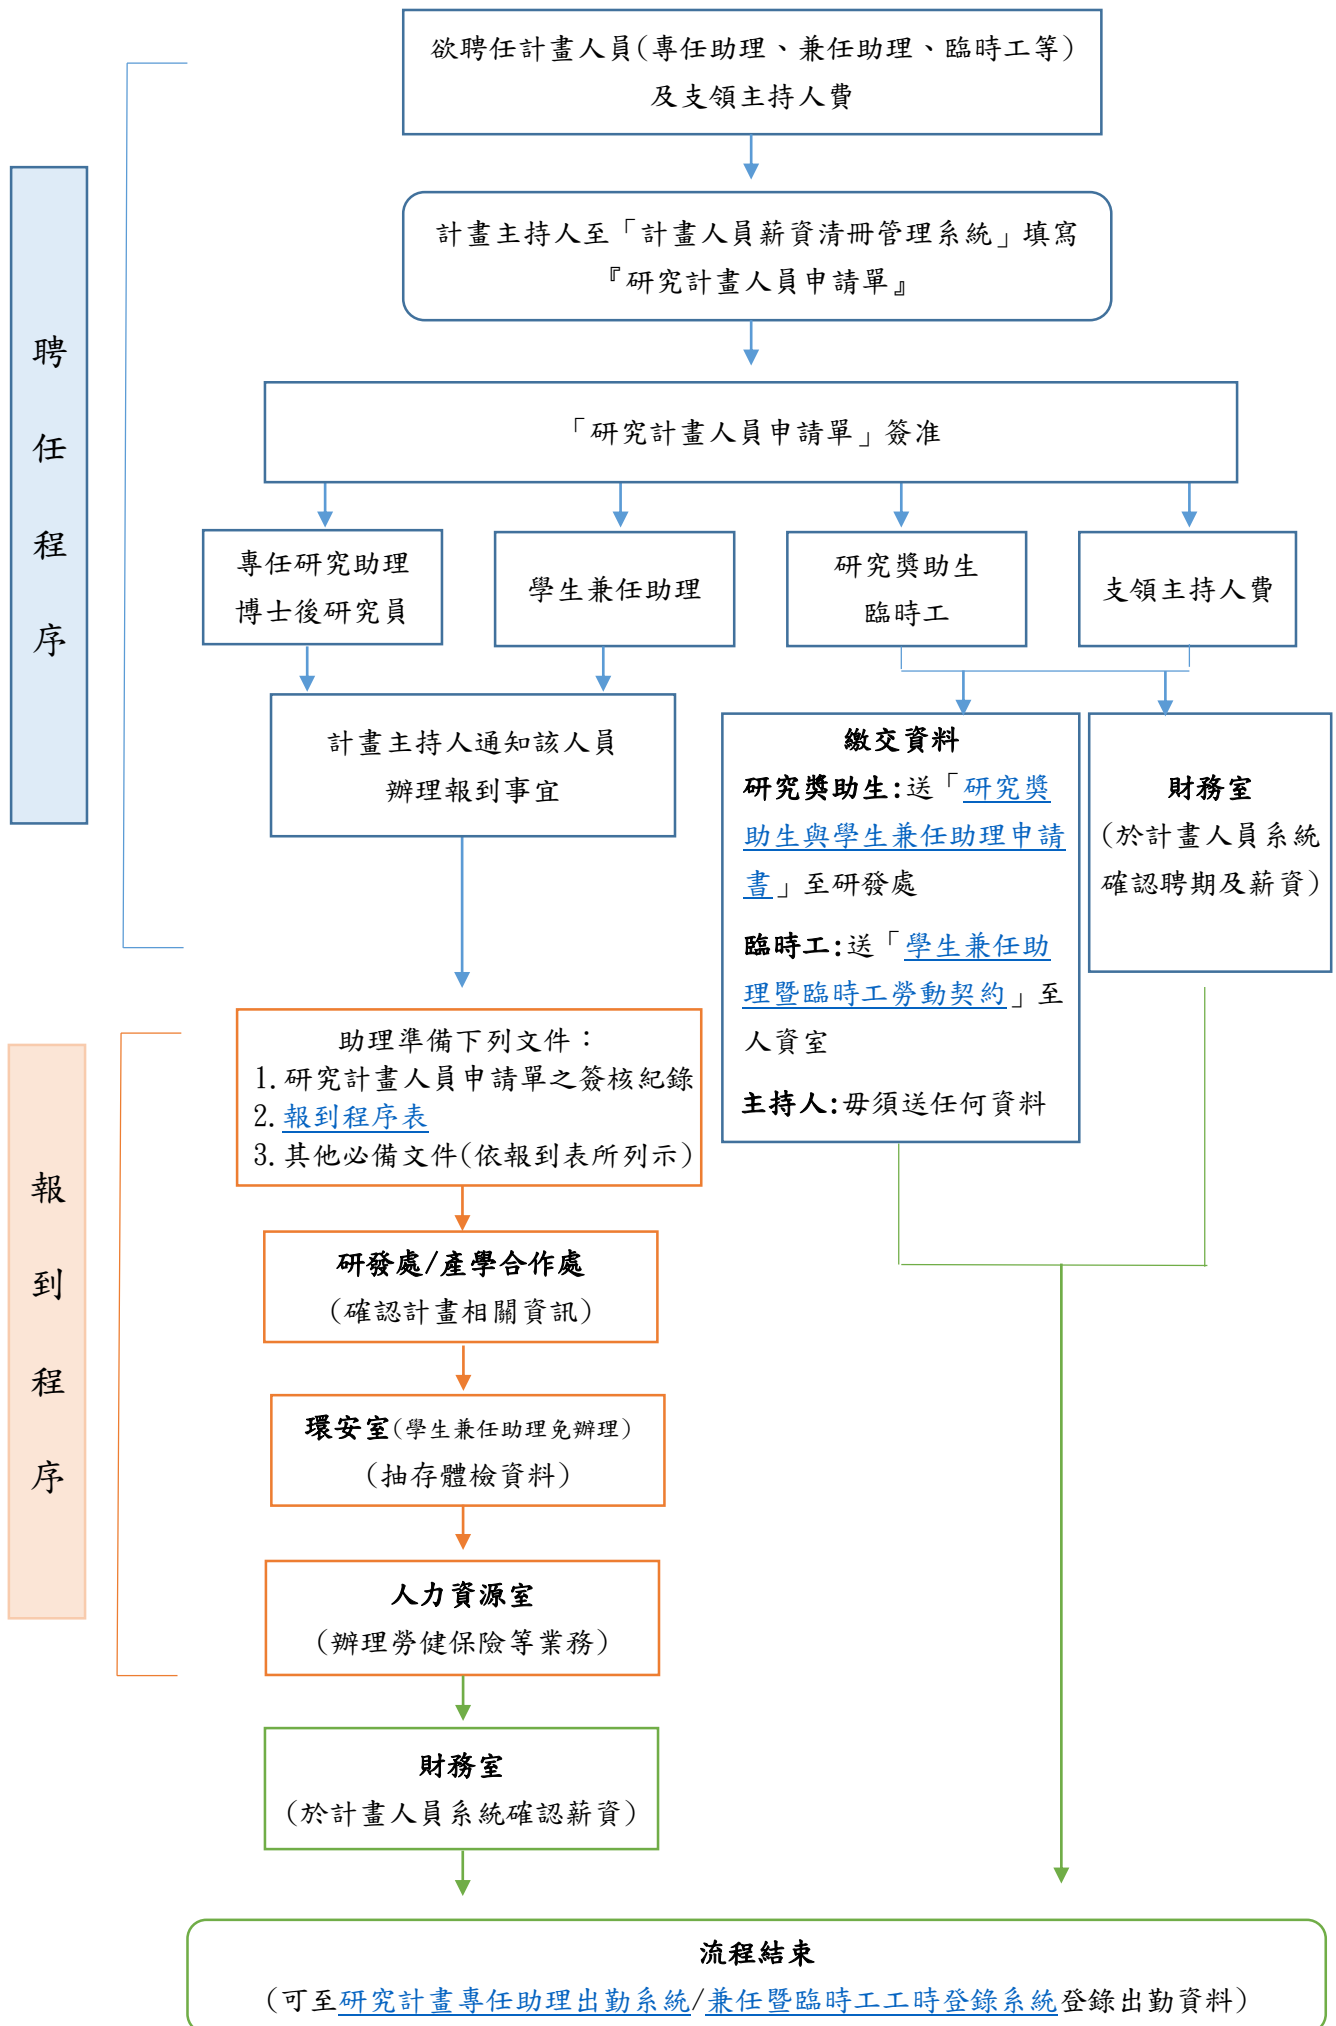 欲聘任計畫人員(專任助理、兼任助理、臨時工等)
及支領主持人費
計畫主持人至「計畫人員薪資清冊管理系統」填寫
『研究計畫人員申請單』
聘
任
程
序
「研究計畫人員申請單」簽准
專任研究助理
博士後研究員
學生兼任助理
研究獎助生
臨時工
支領主持人費
計畫主持人通知該人員
辦理報到事宜
繳交資料
研究獎助生:送「研究獎
助生與學生兼任助理申請
書」至研發處
臨時工:送「學生兼任助
理暨臨時工勞動契約」至
人資室
主持人:毋須送任何資料
財務室
(於計畫人員系統
確認聘期及薪資)
報
到
程
序
助理準備下列文件：
1.研究計畫人員申請單之簽核紀錄
2.報到程序表
3.其他必備文件(依報到表所列示)
研發處/產學合作處
(確認計畫相關資訊)
環安室(學生兼任助理免辦理)
(抽存體檢資料)
人力資源室
(辦理勞健保險等業務)
財務室
(於計畫人員系統確認薪資)
流程結束
(可至研究計畫專任助理出勤系統/兼任暨臨時工工時登錄系統登錄出勤資料)